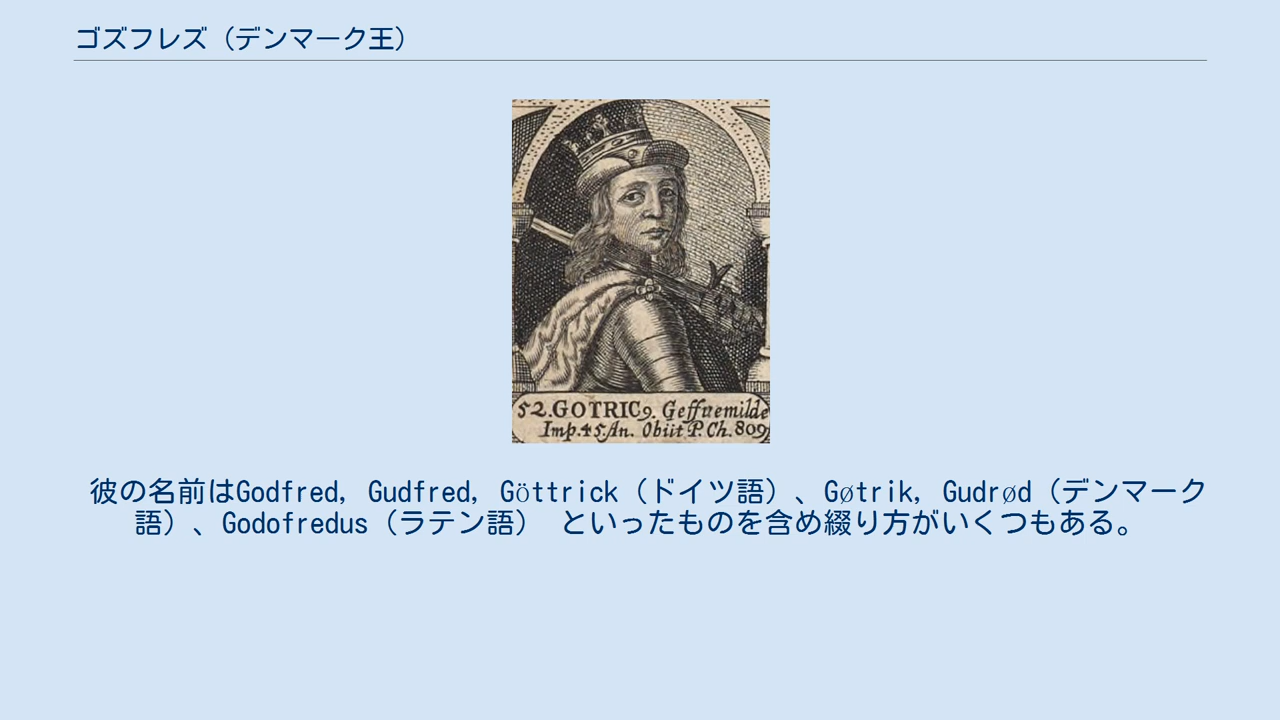 ゴズフレズ（デンマーク王）
52.GOTRIC9. Geffuemilde
Imp.45.An. Obiit P. Ch. 809
彼の名前はGodfred, Gudfred, Göttrick（ドイツ語）、Gøtrik, Gudrød（デンマーク
語）、Godofredus（ラテン語） といったものを含め綴り方がいくつもある。